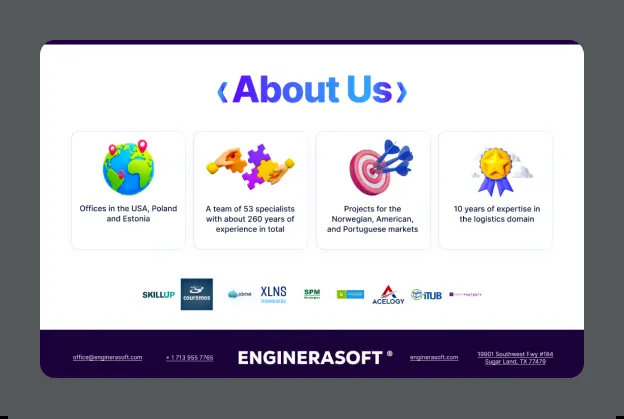 ‹ About Us ›
Offices in the USA, Poland
and Estonia
A team of 53 specialists
with about 260 years of
experience in total
Projects for the
Norwegian, American,
and Portuguese markets
10 years of expertise in
the logistics domain
SKILLUP
COURSMOS
XLNS
TECHNOLOGIES
SPM
ACELOGY
iTUB
office@enginerasoft.com
+ 1 713 955 7765
ENGINERASOFT ®
enginerasoft.com
19901 Southwest Fwy #184
Sugar Land, TX 77479